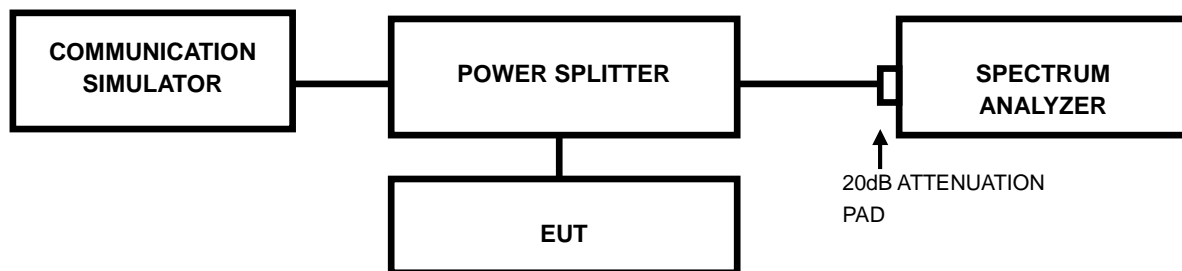 COMMUNICATION
SIMULATOR
POWER SPLITTER
SPECTRUM
ANALYZER
20dB ATTENUATION
PAD
EUT